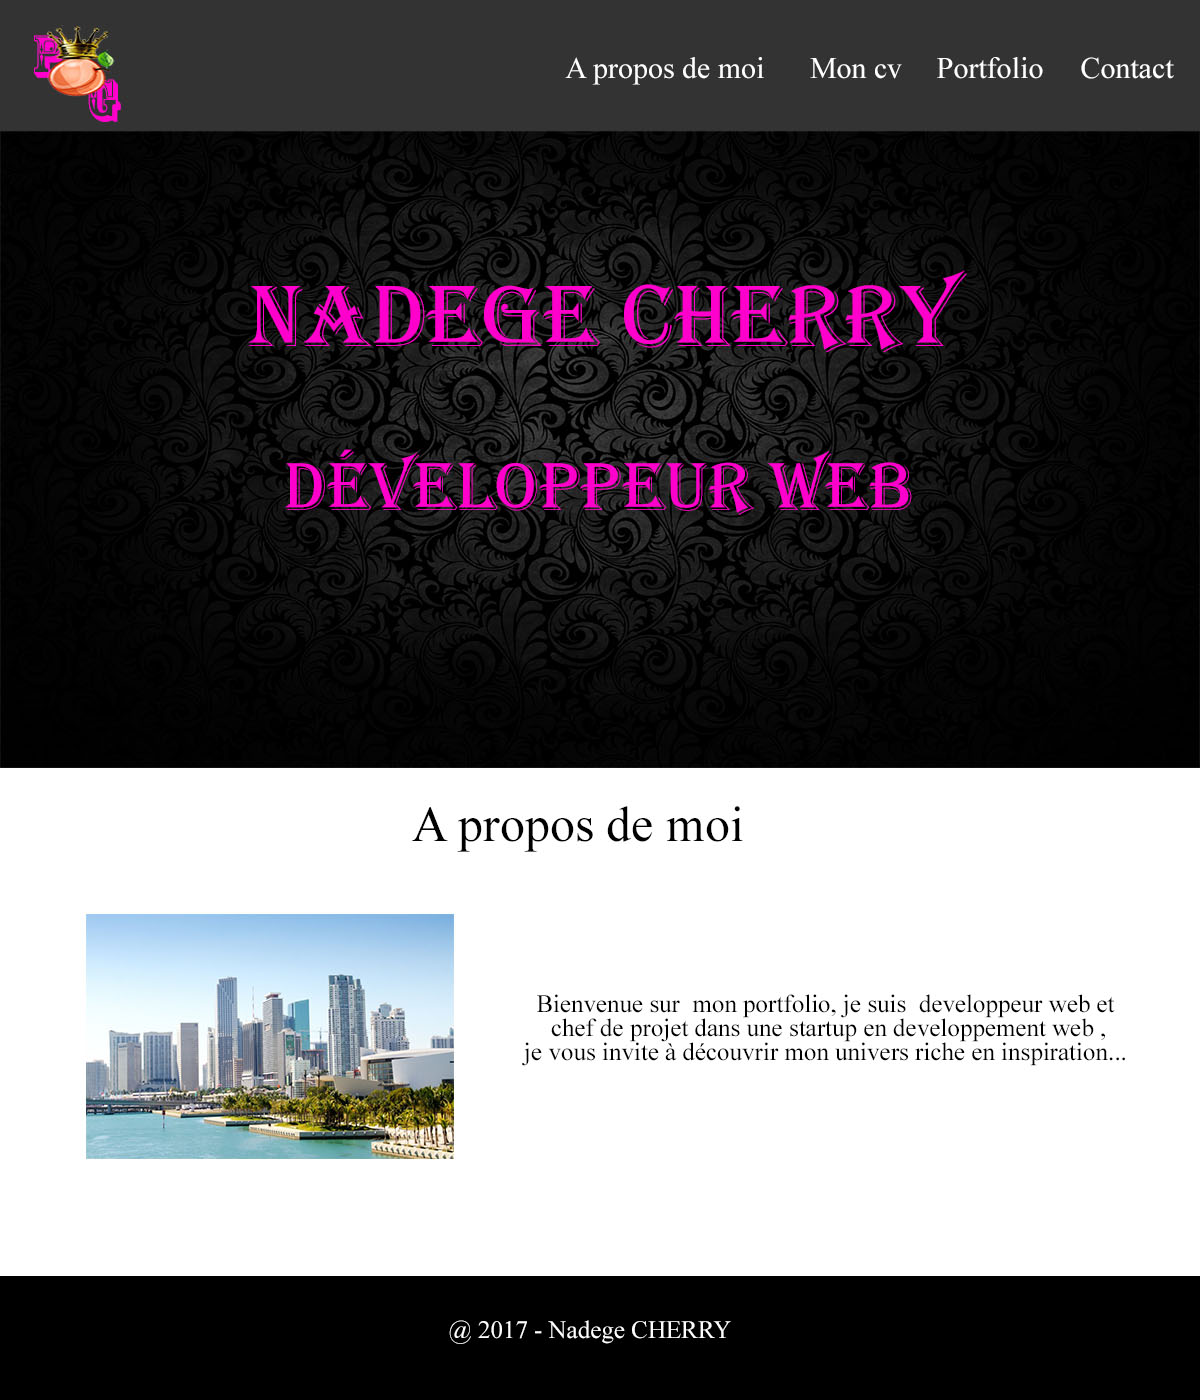 P
G
A propos de moi Mon cv Portfolio Contact
NADEGE CHERRY
DÉVELOPPEUR WEB
A propos de moi
Bienvenue sur mon portfolio, je suis developpeur web et
chef de projet dans une startup en developpement web ,
je vous invite à découvrir mon univers riche en inspiration...
@ 2017 - Nadege CHERRY